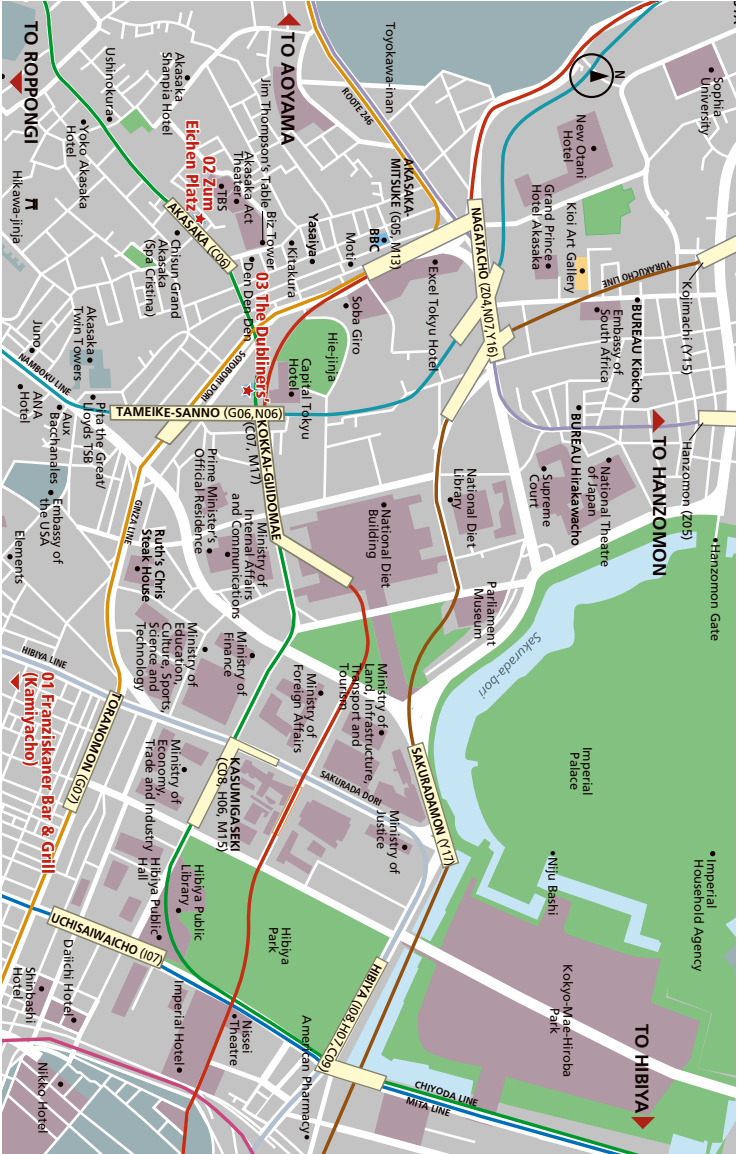 TO ROPPONGI
Ushinokura
Akasaka
Shanpia Hotel
TO AOYAMA
Toyokawa-inari
ROUTE 246
N
Sophia
University
Yoko Akasaka
Hotel
Hikawa-jinja
02 Zum
Eichen Platz
TBS
Akasaka Act
Theater
Jim Thompson's Table
Biz Tower
AKASAKA (C06)
Chisun Grand
Akasaka
(Spa Cristina)
Den Den Den
Kitakura
Yasaiya
Moti
BBC
AKASAKA-
MITSUKE (G05, M13)
NAGATACHO (Z04,N07,Y16)
New Otani
Hotel
Grand Prince
Hotel Akasaka
Kioi Art Gallery
YURAKUCHO LINE
Kojimachi (Y15)
BUREAU Kioicho
Embassy of
South Africa
Excel Tokyu Hotel
Soba Giro
Hie-jinja
Capital Tokyu
Hotel
03 The Dubliners'
SOTOBORI DORI
Akasaka
Twin Towers
Juno
NAMBOKU LINE
ANA
Hotel
Aux
Bacchanales
Pita the Great/
Lloyds TSB
TAMEIKE-SANNO (G06,N06)
KOKKAI-GIJIDOMAE
(C07, M17)
Embassy of
the USA
Elements
GINZA LINE
Ruth's Chris
Steak House
Prime Minister's
Official Residence
Ministry of
Internal Affairs
and Communications
National Diet
Building
National Diet
Library
Supreme
Court
BUREAU Hirakawacho
National Theatre
of Japan
TO HANZOMON
Hanzomon (Z05)
Hanzomon Gate
Parliament
Museum
Sakurada-bori
HIBIYA LINE
01 Franziskaner Bar & Grill
(Kamiyacho)
TORANOMON (G07)
Ministry of
Education,
Culture, Sports,
Science and
Technology
Ministry of
Finance
Ministry of
Foreign Affairs
Ministry of
Land, Infrastructure,
Transport and
Tourism
Ministry of
Economy,
Trade and Industry
KASUMIGASEKI
(C08, H06, M15)
SAKURADA DORI
Ministry of
Justice
SAKURADAMON (Y17)
Imperial
Palace
Niju Bashi
Imperial
Household Agency
Hibiya Public
Hall
Hibiya Public
Library
Hibiya
Park
UCHISAIWAICHO (I07)
Daiichi Hotel
Shinbashi
Hotel
Nikko Hotel
Imperial Hotel
Nissei
Theatre
American Pharmacy
HIBIYA (I08,H07, C09)
CHIYODA LINE
MITA LINE
Kokyo-Mae-Hiroba
Park
TO HIBIYA